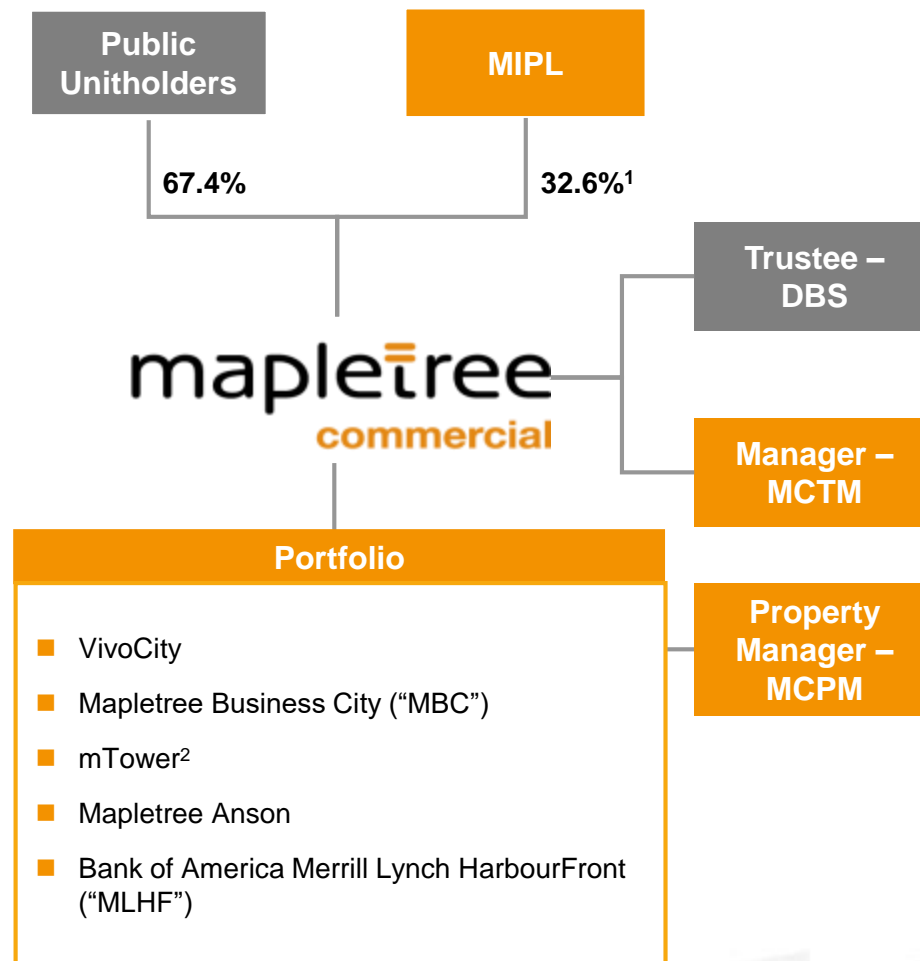 Public
Unitholders
MIPL
67.4%
32.6%¹
Trustee –
DBS
mapletree
commercial
Manager –
MCTM
Portfolio
Property
Manager –
MCPM
VivoCity
Mapletree Business City (“MBC”)
mTower²
Mapletree Anson
Bank of America Merrill Lynch HarbourFront
(“MLHF”)